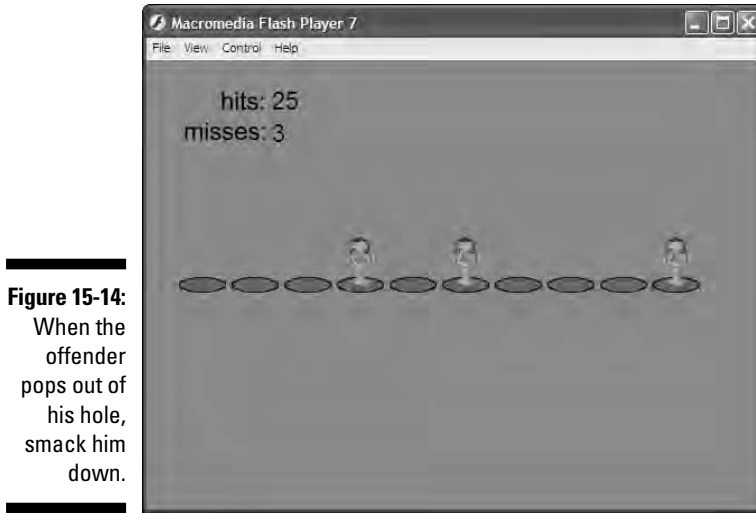 Macromedia Flash Player 7
File View Control Help
hits: 25
misses: 3
Figure 15-14:
When the
offender
pops out of
his hole,
smack him
down.